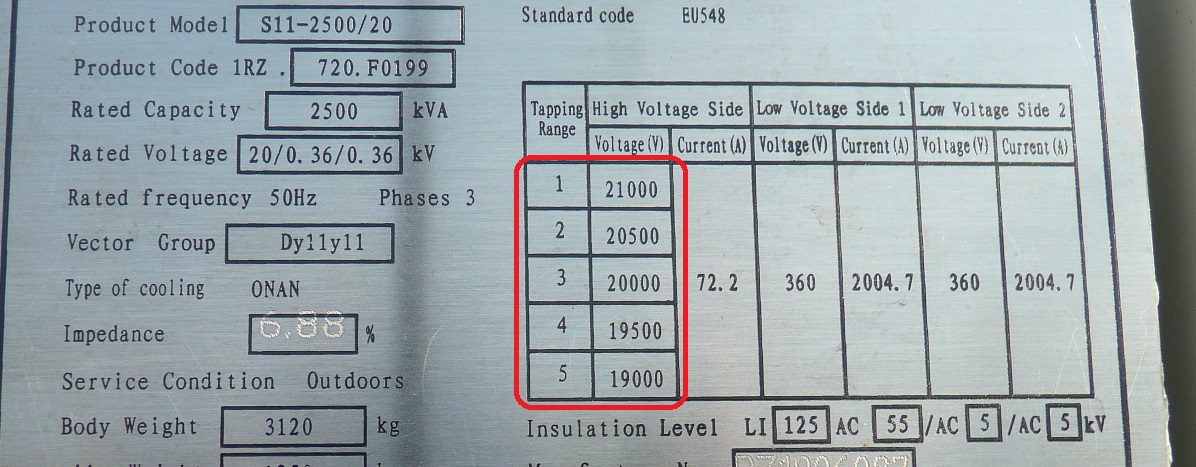 Product Model S11-2500/20
Product Code 1RZ . 720.F0199
Rated Capacity 2500 kVA
Rated Voltage 20/0.36/0.36 kV
Rated frequency 50Hz Phases 3
Vector Group Dy11y11
Type of cooling ONAN
Impedance 6.88 %
Service Condition Outdoors
Body Weight 3120 kg
Standard code EU548
Tapping Range High Voltage Side Low Voltage Side 1 Low Voltage Side 2
Voltage(V) Current(A) Voltage(V) Current(A) Voltage(V) Current(A)
1 21000
2 20500
3 20000 72.2 360 2004.7 360 2004.7
4 19500
5 19000
Insulation Level LI 125 AC 55 /AC 5 /AC 5 kV